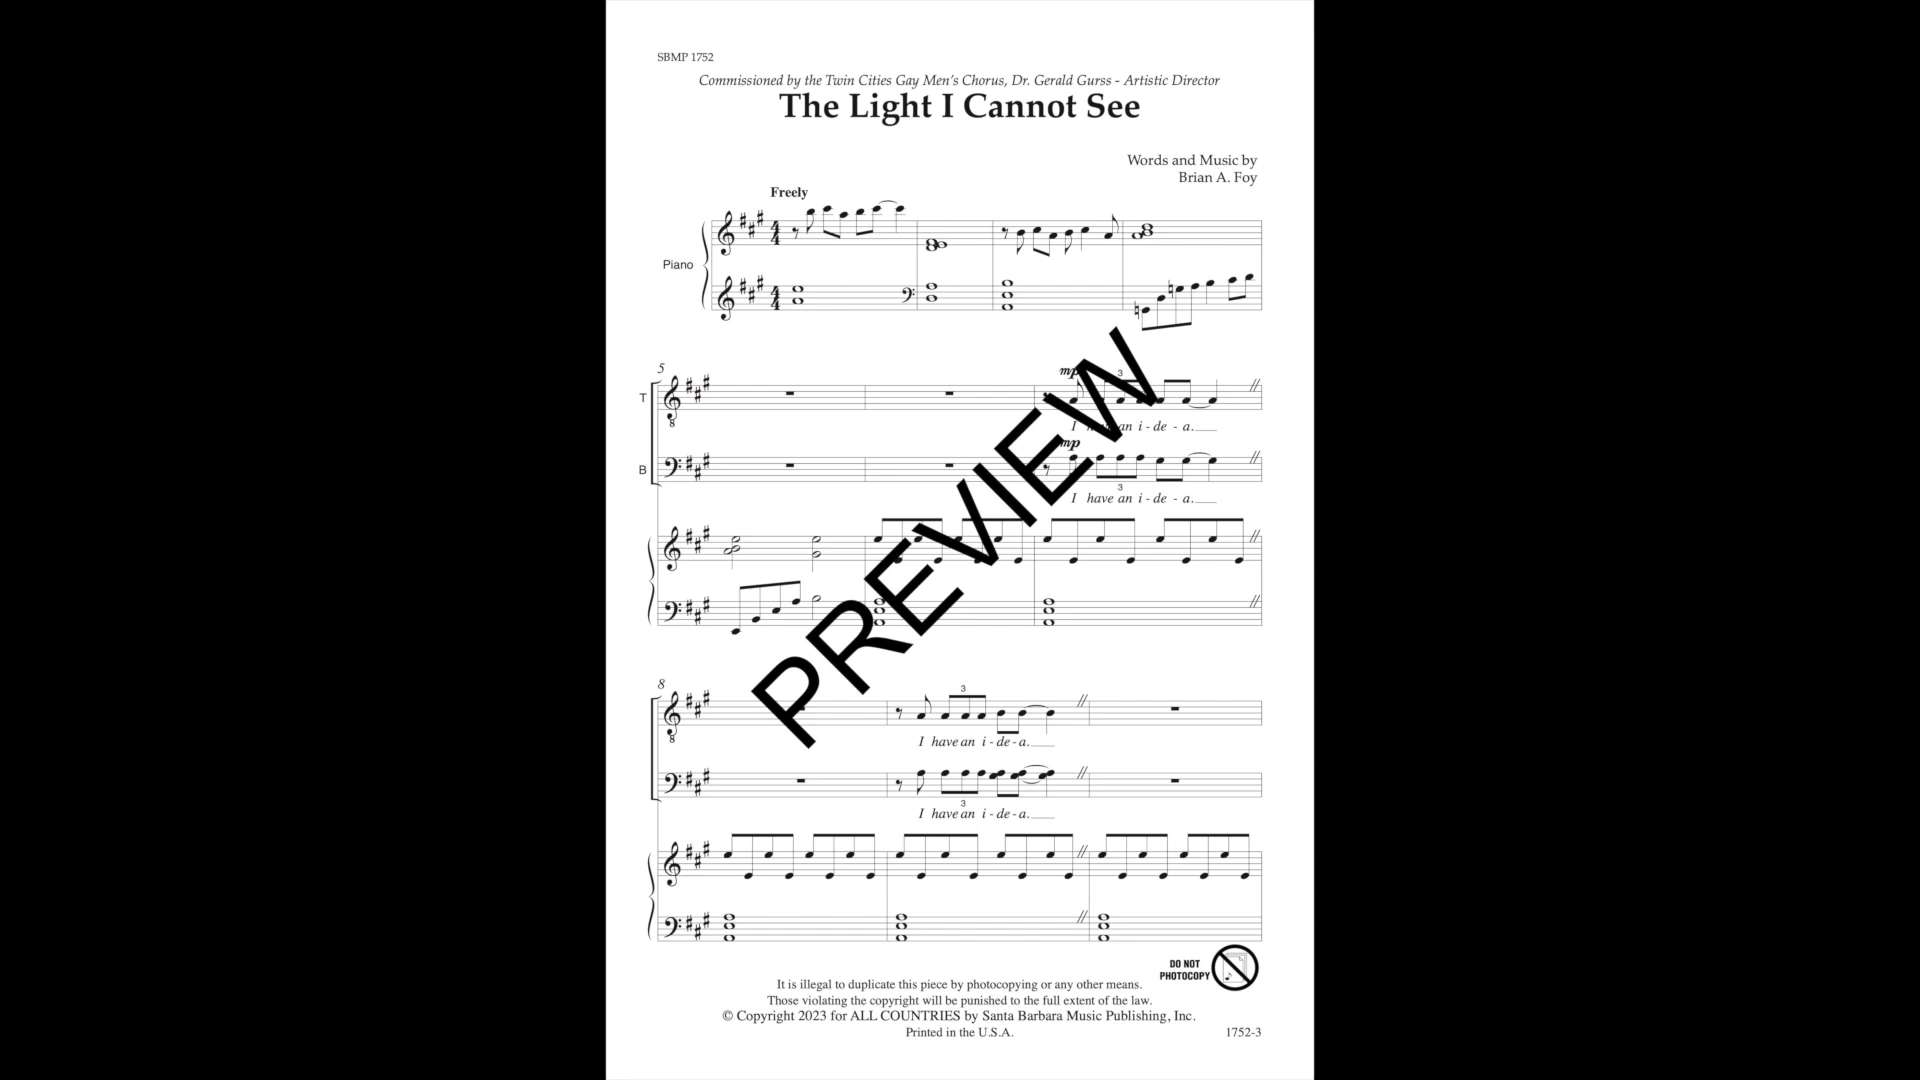 SBMP 1752
Commissioned by the Twin Cities Gay Men's Chorus, Dr. Gerald Gurss - Artistic Director
The Light I Cannot See
Words and Music by
Brian A. Foy
Freely
Piano
5
mp
3
T
I an i - de - a.
mp
B
3
I have an i - de - a.
PREVIEW
8
3
I have an i - de - a.
3
I have an i - de - a.
DO NOT
PHOTOCOPY
It is illegal to duplicate this piece by photocopying or any other means.
Those violating the copyright will be punished to the full extent of the law.
© Copyright 2023 for ALL COUNTRIES by Santa Barbara Music Publishing, Inc.
Printed in the U.S.A.
1752-3